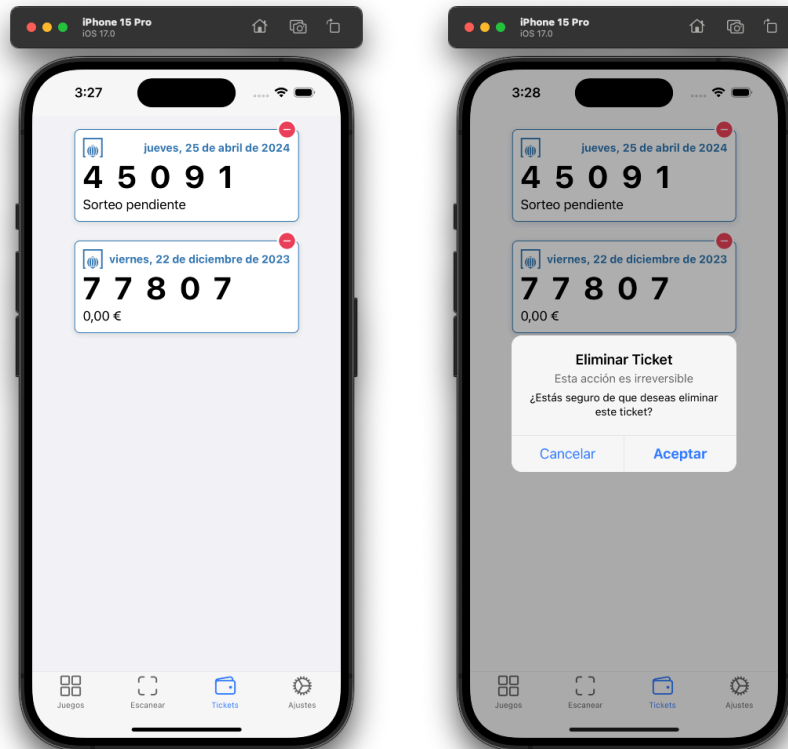 iPhone 15 Pro
iOS 17.0
3:27
jueves, 25 de abril de 2024
4 5 0 9 1
Sorteo pendiente
viernes, 22 de diciembre de 2023
7 7 8 0 7
0,00 €
Juegos
Escanear
Tickets
Ajustes
iPhone 15 Pro
iOS 17.0
3:28
jueves, 25 de abril de 2024
4 5 0 9 1
Sorteo pendiente
viernes, 22 de diciembre de 2023
7 7 8 0 7
0,00 €
Eliminar Ticket
Esta acción es irreversible
¿Estás seguro de que deseas eliminar
este ticket?
Cancelar
Aceptar
Juegos
Escanear
Tickets
Ajustes